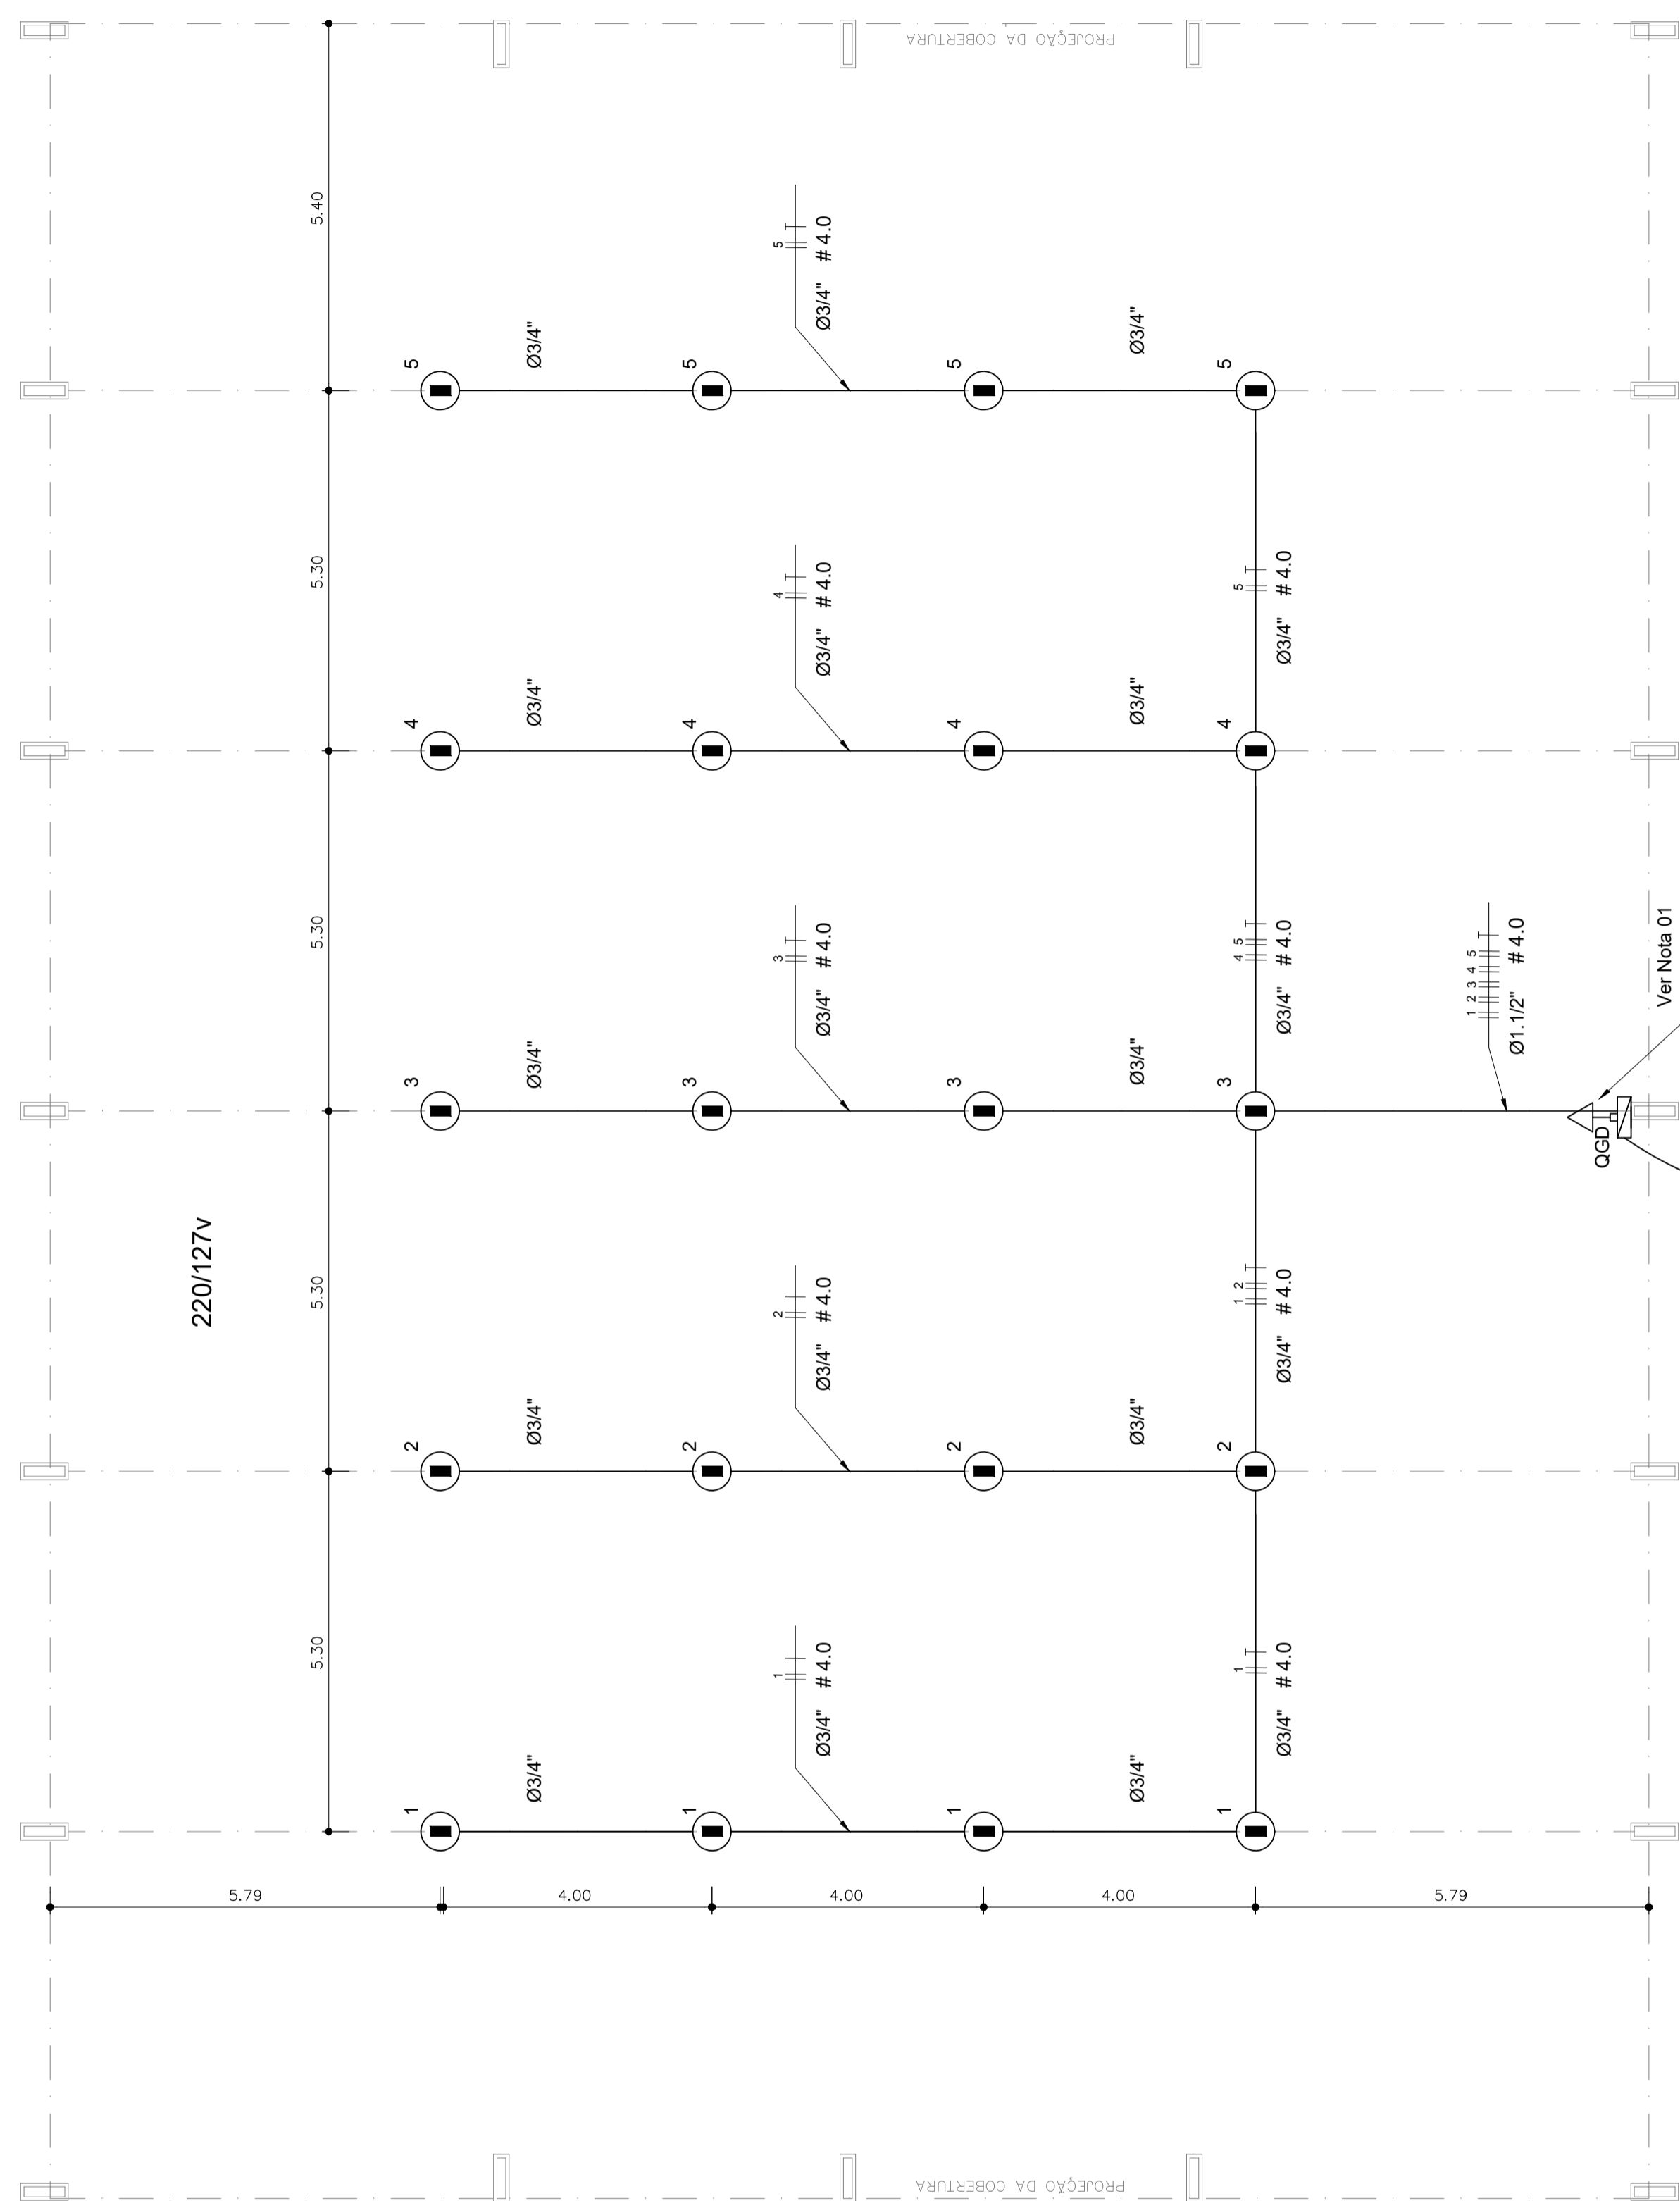 PROJEÇÃO DA COBERTURA
5.40
5
Ø3/4" # 4.0
Ø3/4"
Ø3/4"
5
5
5
5
5.30
4
Ø3/4" # 4.0
5
Ø3/4" # 4.0
Ø3/4"
Ø3/4"
4
4
4
4
5.30
3
Ø3/4" # 4.0
4 5
Ø3/4" # 4.0
1 2 3 4 5
Ø1.1/2" # 4.0
Ver Nota 01
Ø3/4"
Ø3/4"
3
3
3
3
QGD
220/127v
5.30
2
Ø3/4" # 4.0
1 2
Ø3/4" # 4.0
Ø3/4"
Ø3/4"
2
2
2
2
5.30
1
Ø3/4" # 4.0
1
Ø3/4" # 4.0
Ø3/4"
Ø3/4"
1
1
1
1
5.79
4.00
4.00
4.00
5.79
PROJEÇÃO DA COBERTURA